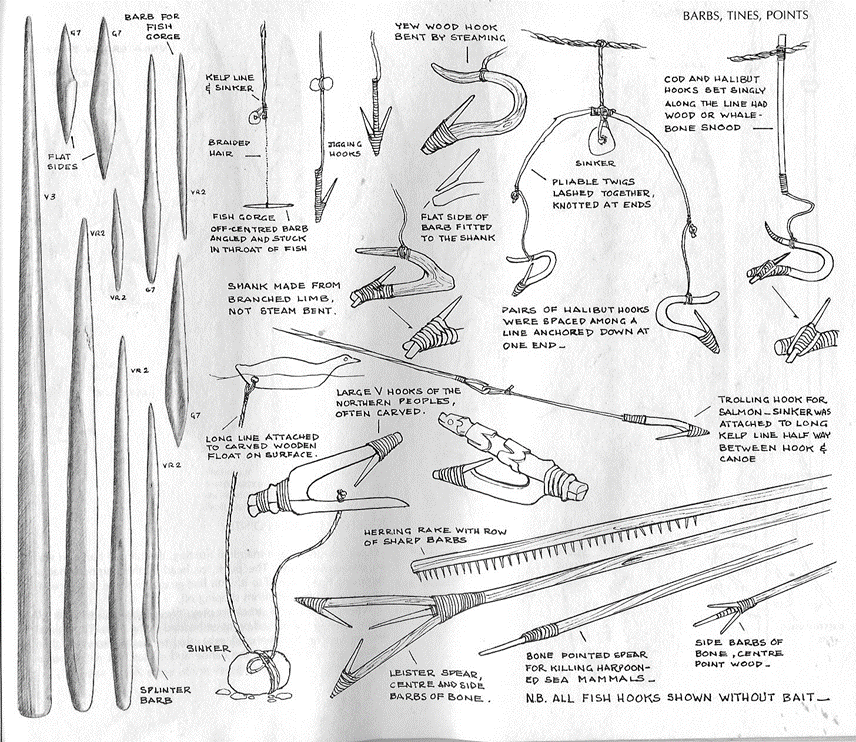 BARBS, TINES, POINTS
BARB FOR
FISH
GORGE
G7
G7
FLAT
SIDES
V3
VR2
VR2
VR2
G7
VR2
G7
VR2
SPLINTER
BARB
KELP LINE
& SINKER
BRAIDED
HAIR
JIGGING
HOOKS
FISH GORGE
OFF-CENTRED BARB
ANGLED AND STUCK
IN THROAT OF FISH
YEW WOOD HOOK
BENT BY STEAMING
FLAT SIDE OF
BARB FITTED
TO THE SHANK
SINKER
PLIABLE TWIGS
LASHED TOGETHER,
KNOTTED AT ENDS
COD AND HALIBUT
HOOKS SET SINGLY
ALONG THE LINE HAD
WOOD OR WHALE-
BONE SNOOD
SHANK MADE FROM
BRANCHED LIMB,
NOT STEAM BENT.
PAIRS OF HALIBUT HOOKS
WERE SPACED AMONG A
LINE ANCHORED DOWN AT
ONE END_
LARGE V HOOKS OF THE
NORTHERN PEOPLES,
OFTEN CARVED.
TROLLING HOOK FOR
SALMON_SINKER WAS
ATTACHED TO LONG
KELP LINE HALF WAY
BETWEEN HOOK &
CANOE
LONG LINE ATTACHED
TO CARVED WOODEN
FLOAT ON SURFACE.
HERRING RAKE WITH ROW
OF SHARP BARBS
SINKER
LEISTER SPEAR,
CENTRE AND SIDE
BARBS OF BONE.
BONE POINTED SPEAR
FOR KILLING HARPOON-
ED SEA MAMMALS_
SIDE BARBS OF
BONE, CENTRE
POINT WOOD_
N.B. ALL FISH HOOKS SHOWN WITHOUT BAIT_